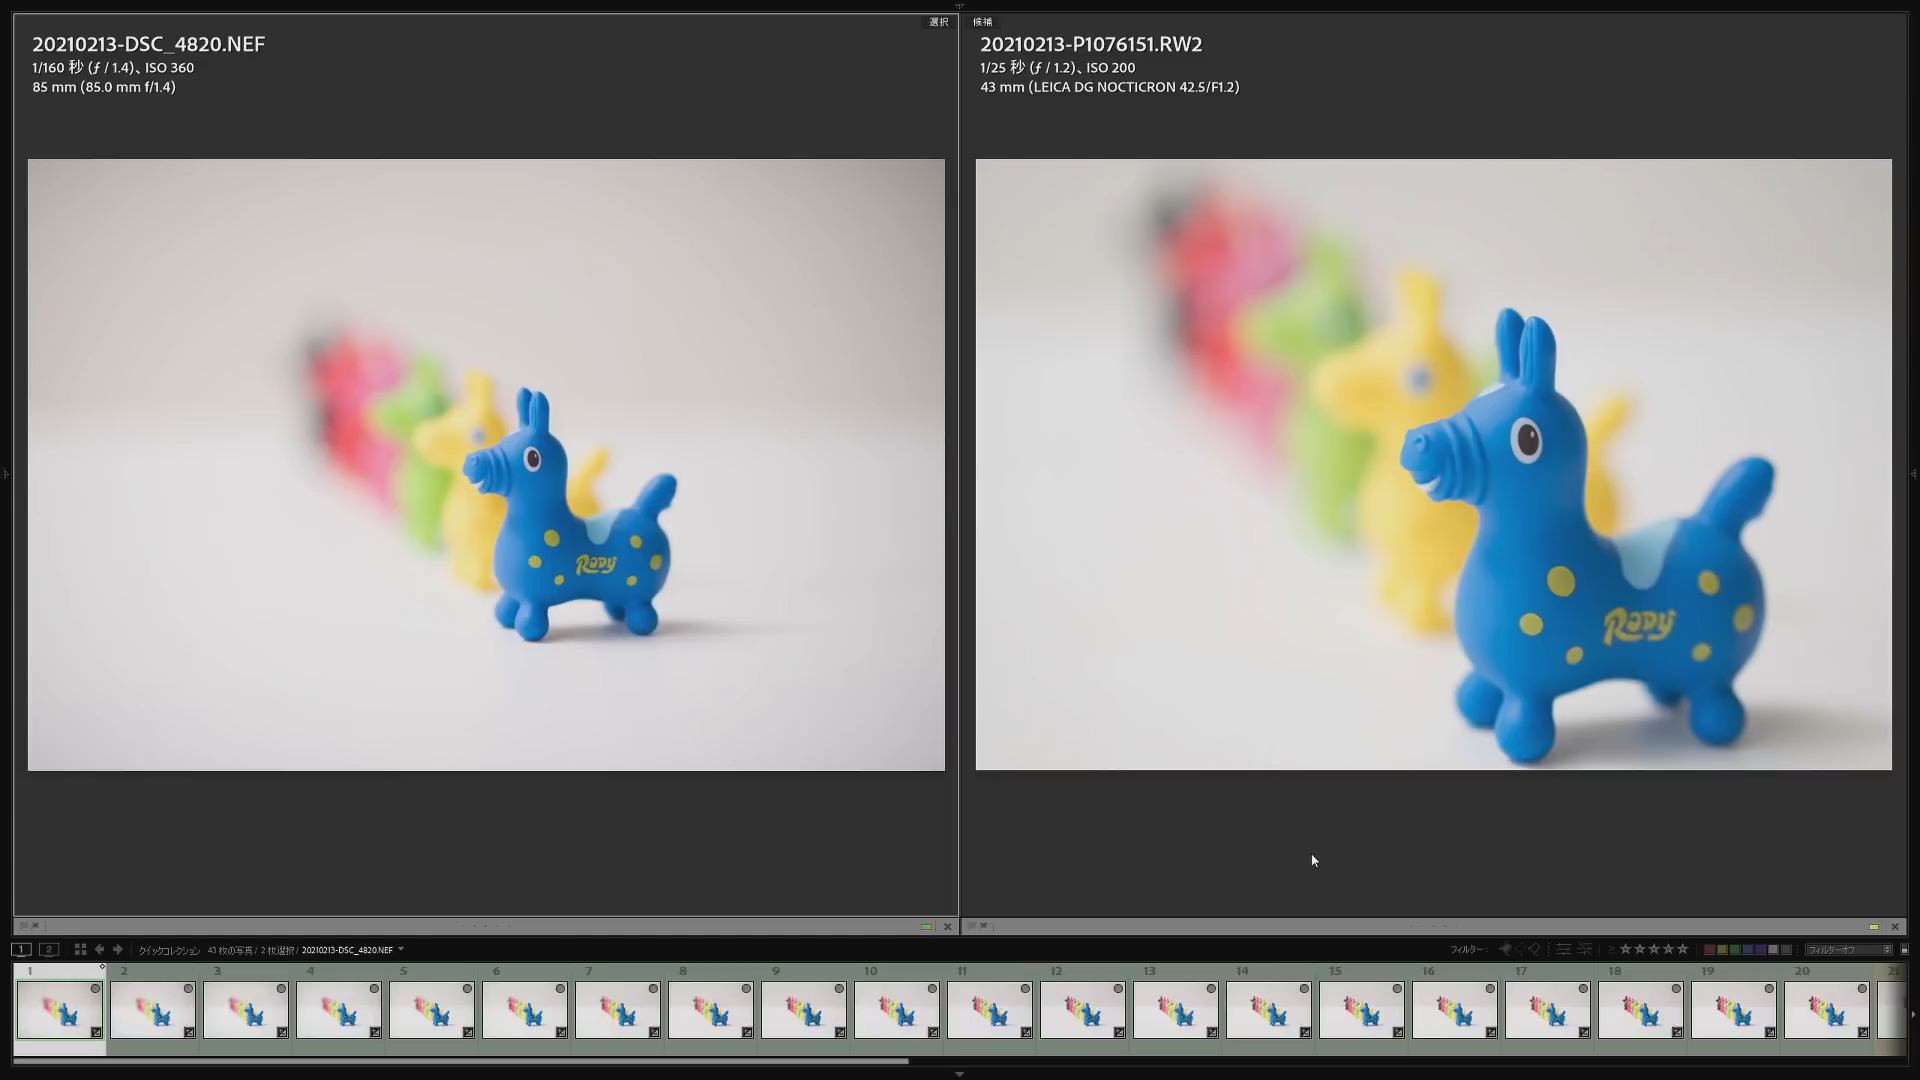 選択
20210213-DSC_4820.NEF
1/160 秒 (ƒ / 1.4)、ISO 360
85 mm (85.0 mm f/1.4)
候補
20210213-P1076151.RW2
1/25 秒 (ƒ / 1.2)、ISO 200
43 mm (LEICA DG NOCTICRON 42.5/F1.2)
Rody
Rody
1 2 クイックコレクション 43 枚の写真 / 2 枚選択 / 20210213-DSC_4820.NEF
フィルター : フィルターオフ
1 2 3 4 5 6 7 8 9 10 11 12 13 14 15 16 17 18 19 20 21